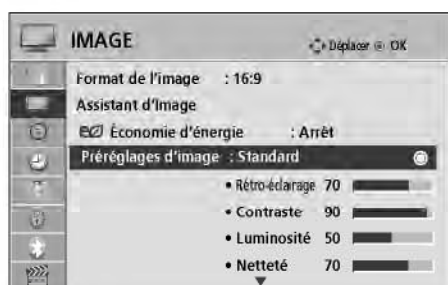 IMAGE Déplacer OK
Format de l'image : 16:9
Assistant d'Image
Économie d'énergie : Arrêt
Préréglages d'image : Standard
• Rétro-éclairage 70
• Contraste 90
• Luminosité 50
• Netteté 70